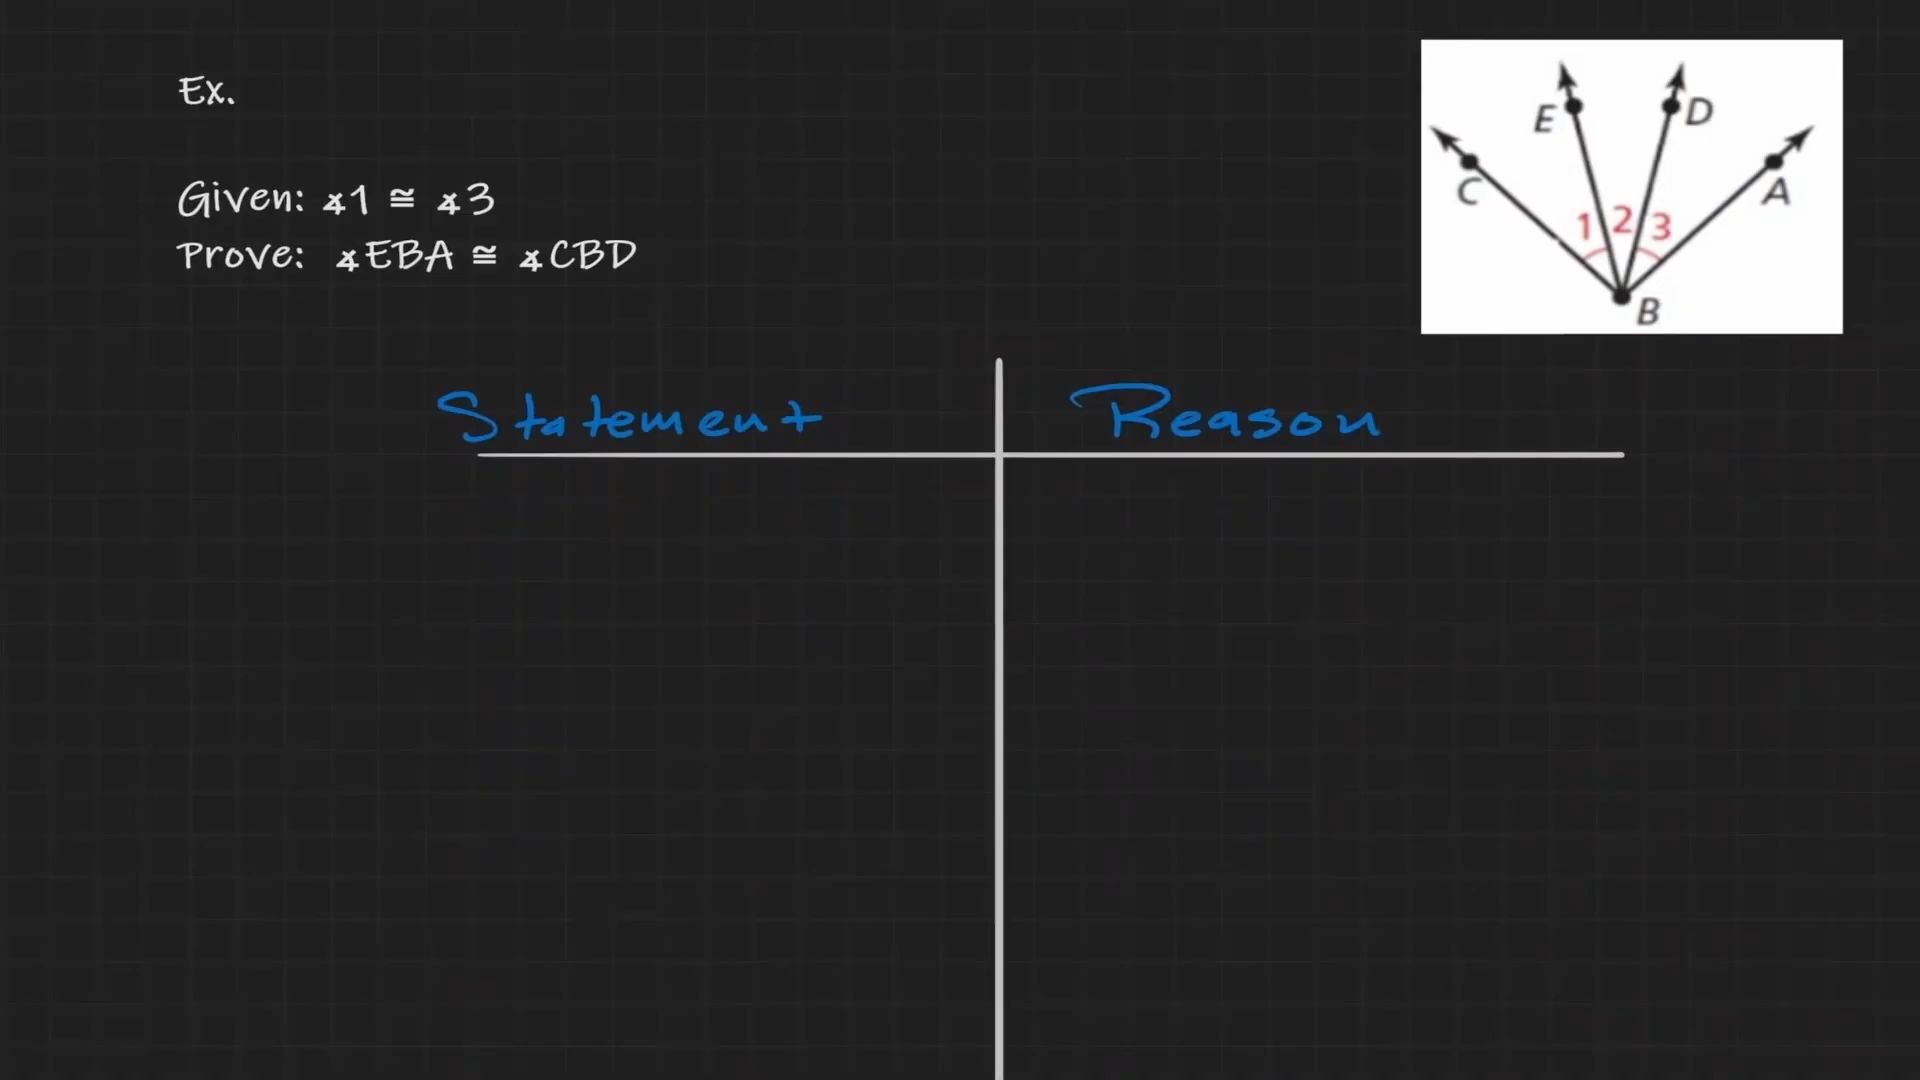 Ex.
Given: ∡1 ≅ ∡3
Prove: ∡EBA ≅ ∡CBD
E
D
C
A
1 2 3
B
Statement
Reason